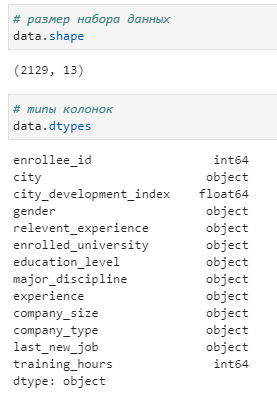 # размер набора данных
data.shape
(2129, 13)
# типы колонок
data.dtypes
enrollee_id int64
city object
city_development_index float64
gender object
relevent_experience object
enrolled_university object
education_level object
major_discipline object
experience object
company_size object
company_type object
last_new_job object
training_hours int64
dtype: object